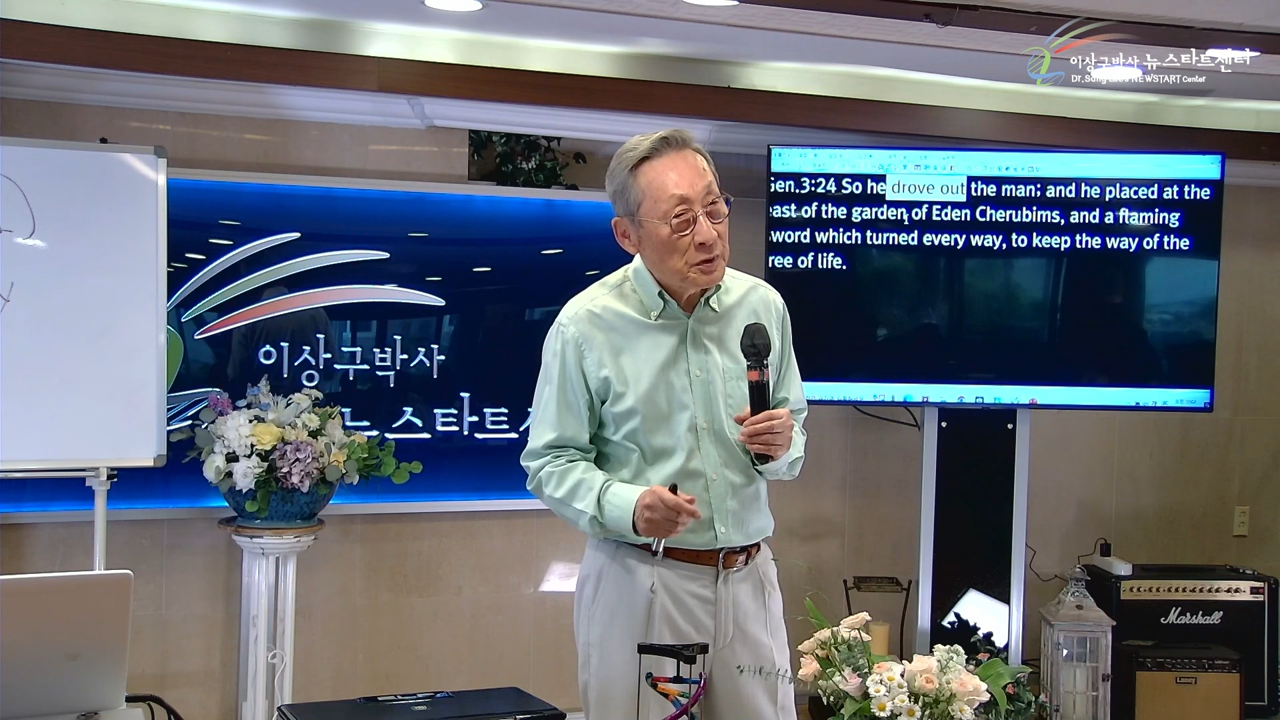 이상구박사 뉴스타트센터
Dr. Sang Lee's NEWSTART Center
Gen.3:24 So he drove out the man; and he placed at the
east of the garden of Eden Cherubims, and a flaming
sword which turned every way, to keep the way of the
tree of life.
이상구박사
뉴스타트
Marshall
Laney